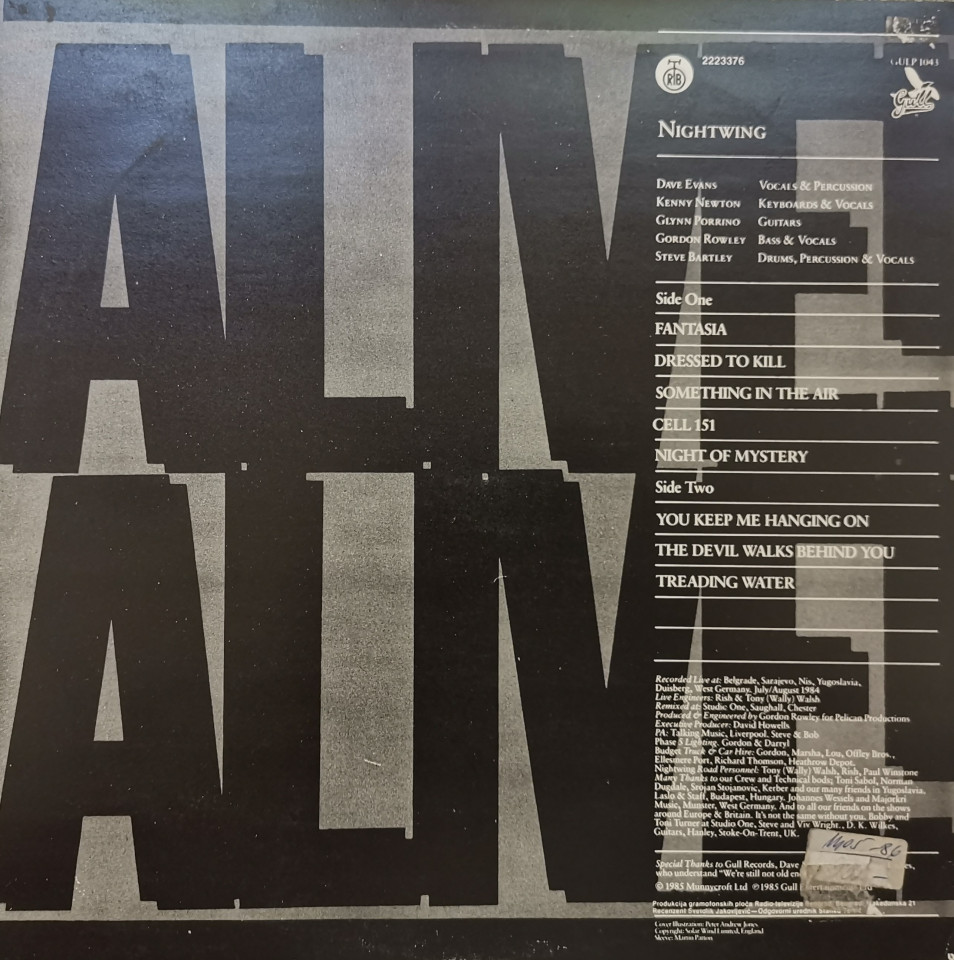 ALIVE
ALIVE
RTB
2223376
GULP 1043
Gull
NIGHTWING
DAVE EVANS VOCALS & PERCUSSION
KENNY NEWTON KEYBOARDS & VOCALS
GLYNN PORRINO GUITARS
GORDON ROWLEY BASS & VOCALS
STEVE BARTLEY DRUMS, PERCUSSION & VOCALS
Side One
FANTASIA
DRESSED TO KILL
SOMETHING IN THE AIR
CELL 151
NIGHT OF MYSTERY
Side Two
YOU KEEP ME HANGING ON
THE DEVIL WALKS BEHIND YOU
TREADING WATER
Recorded Live at: Belgrade, Sarajevo, Nis, Yugoslavia,
Duisberg, West Germany. July/August 1984
Live Engineers: Rish & Tony (Wally) Walsh
Remixed at: Studio One, Saughall, Chester
Produced & Engineered by Gordon Rowley for Pelican Productions
Executive Producer: David Howells
PA: Talking Music, Liverpool. Steve & Bob
Phase 5 Lighting. Gordon & Darryl
Budget Truck & Car Hire: Gordon, Marsha, Lou, Offley Bros.,
Ellesmere Port, Richard Thomson, Heathrow Depot.
Nightwing Road Personnel: Tony (Wally) Walsh, Rish, Paul Winstone
Many Thanks to our Crew and Technical bods; Toni Sabol, Norman
Dugdale, Srojan Stojanovic, Kerber and our many friends in Yugoslavia,
Laslo & Staff, Budapest, Hungary. Johannes Wessels and Majorkri
Music, Munster, West Germany. And to all our friends on the shows
around Europe & Britain. It's not the same without you. Bobby and
Toni Turner at Studio One, Steve and Viv Wright., D. K. Wilkes,
Guitars, Hanley, Stoke-On-Trent, UK.
Special Thanks to Gull Records, Dave
who understand "We're still not old en
© 1985 Munnycroft Ltd ℗ 1985 Gull
Produkcija gramofonskih ploča Radio-televizije Makedonska 21
Recenzent Svetolik Jakovljević—Odgovorni urednik
Cover Illustration: Peter Andrew Jones
Copyright: Solar Wind Limited, England
Sleeve: Martin Patton